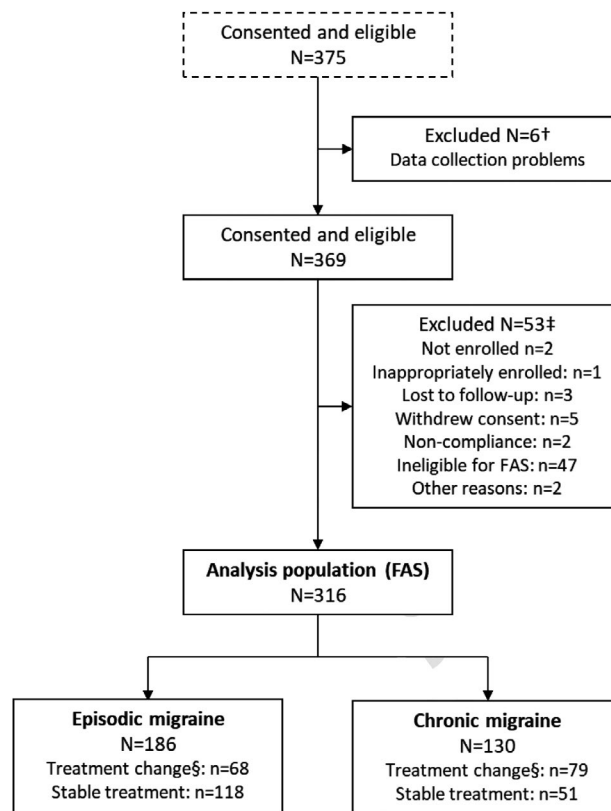 Consented and eligible
N=375
Excluded N=6†
Data collection problems
Consented and eligible
N=369
Excluded N=53‡
Not enrolled n=2
Inappropriately enrolled: n=1
Lost to follow-up: n=3
Withdrew consent: n=5
Non-compliance: n=2
Ineligible for FAS: n=47
Other reasons: n=2
Analysis population (FAS)
N=316
Episodic migraine
N=186
Treatment change§: n=68
Stable treatment: n=118
Chronic migraine
N=130
Treatment change§: n=79
Stable treatment: n=51